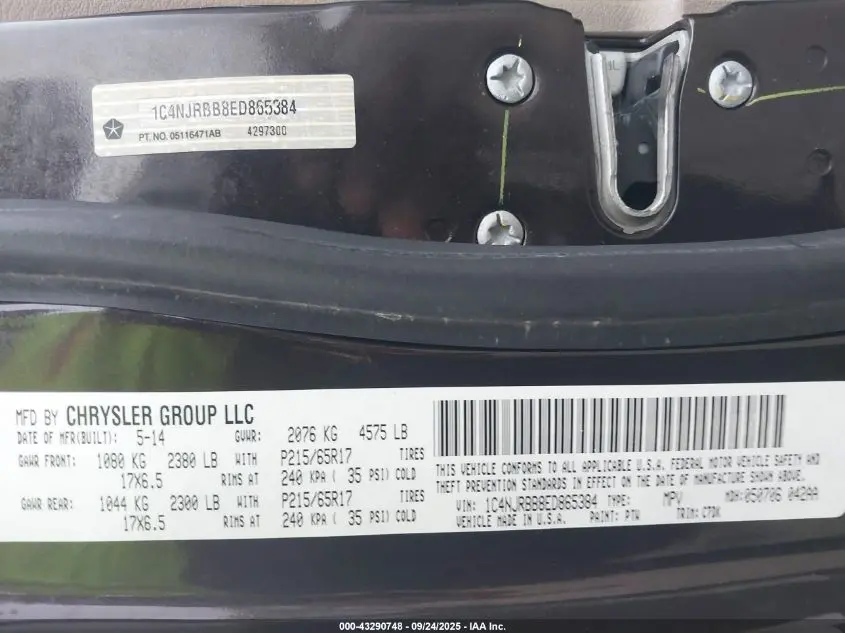 1C4NJRBB8ED865384
PT. NO. 05116471AB 4297300
MFD BY CHRYSLER GROUP LLC
DATE OF MFR(BUILT): 5-14 GVWR: 2076 KG 4575 LB
GAWR FRONT: 1080 KG 2380 LB WITH P215/65R17 TIRES
17X6.5 RIMS AT 240 KPA ( 35 PSI) COLD
GAWR REAR: 1044 KG 2300 LB WITH P215/65R17 TIRES
17X6.5 RIMS AT 240 KPA ( 35 PSI) COLD
THIS VEHICLE CONFORMS TO ALL APPLICABLE U.S.A. FEDERAL MOTOR VEHICLE SAFETY AND
THEFT PREVENTION STANDARDS IN EFFECT ON THE DATE OF MANUFACTURE SHOWN ABOVE.
VIN: 1C4NJRBB8ED865384 TYPE: MPV MDH: 050706 042AA
VEHICLE MADE IN U.S.A. PAINT: PTW TRIM: C7DK
000-43290748 - 09/24/2025 - IAA Inc.